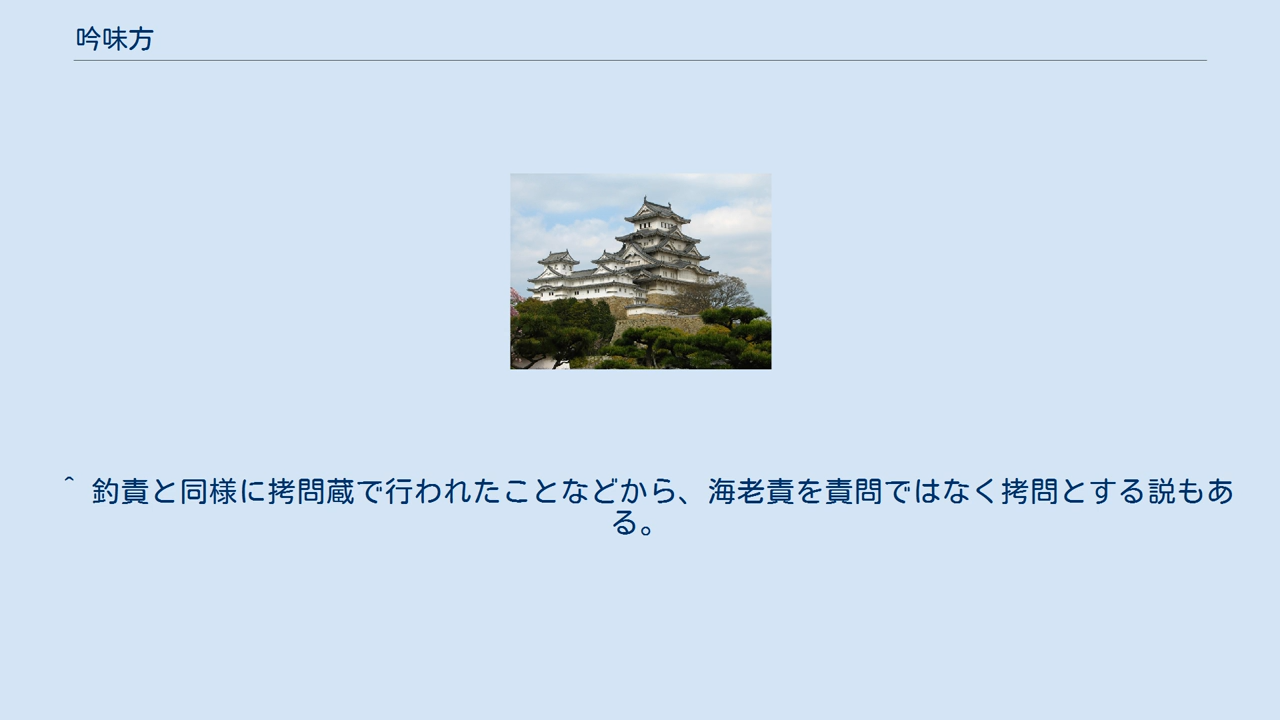 吟味方
^ 釣責と同様に拷問蔵で行われたことなどから、海老責を責問ではなく拷問とする説もあ
る。